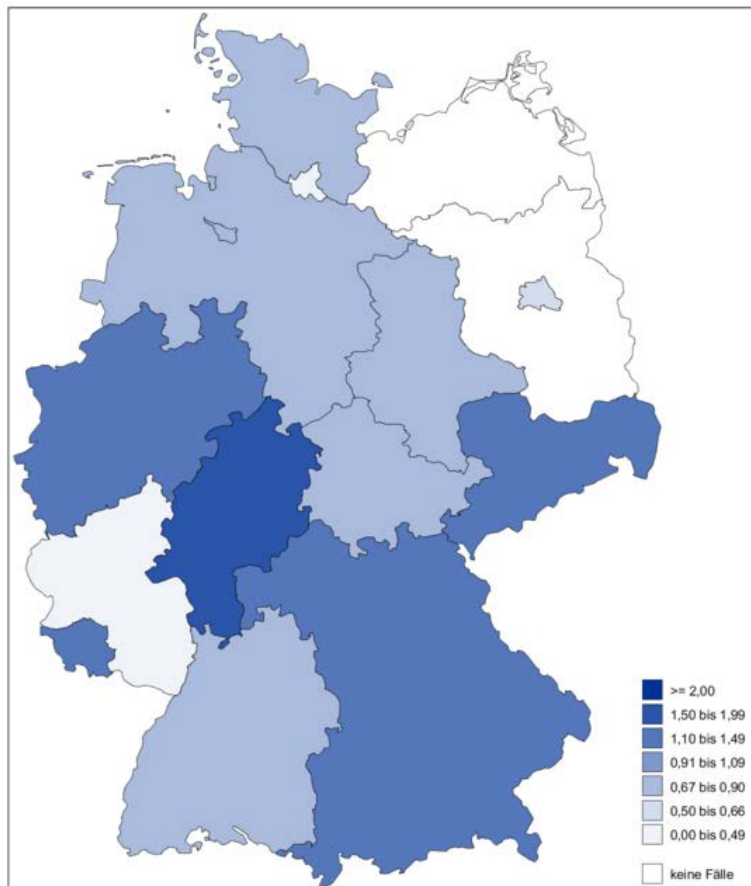 >= 2,00
1,50 bis 1,99
1,10 bis 1,49
0,91 bis 1,09
0,67 bis 0,90
0,50 bis 0,66
0,00 bis 0,49
keine Fälle